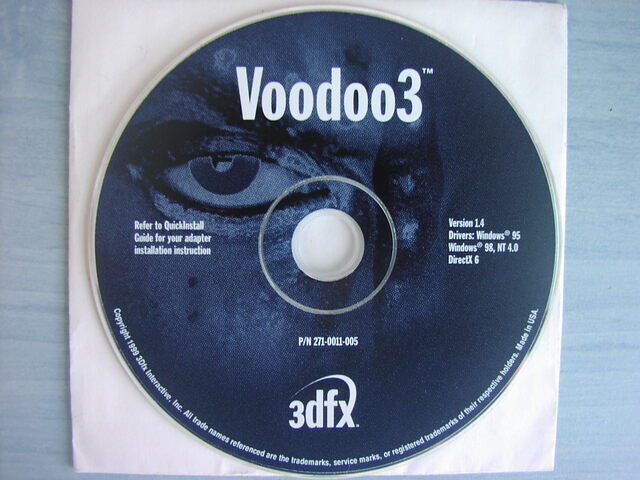 Voodoo3™
Refer to QuickInstall
Guide for your adapter
installation instruction
Version 1.4
Drivers: Windows® 95
Windows® 98, NT 4.0
DirectX 6
P/N 271-0011-005
3dfx™
Copyright 1999 3Dfx Interactive, Inc. All trade names referenced are the trademarks, service marks, or registered trademarks of their respective holders. Made in USA.